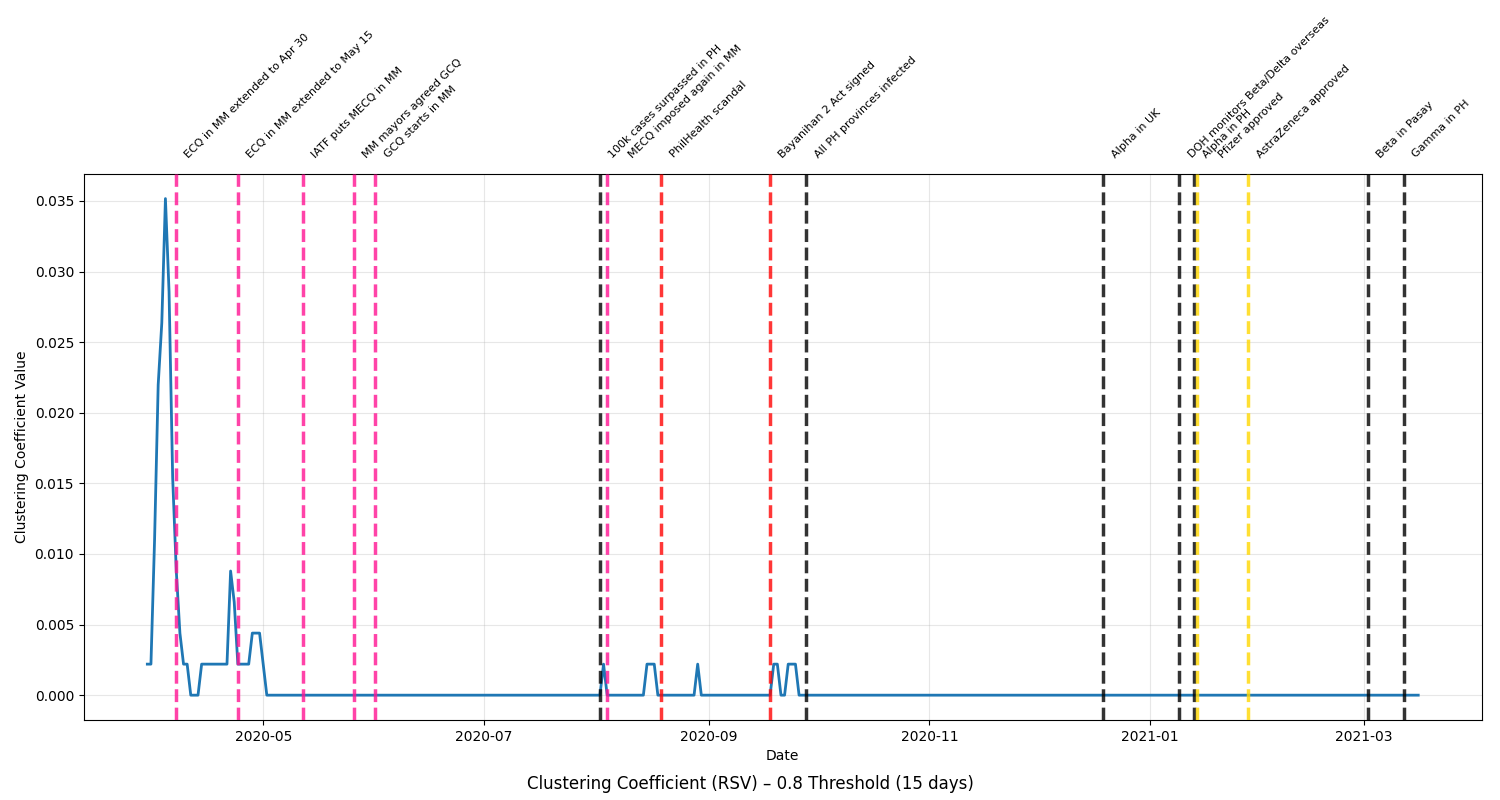 ECQ in MM extended to Apr 30
ECQ in MM extended to May 15
IATF puts MECQ in MM
MM mayors agreed GCQ
GCQ starts in MM
100k cases surpassed in PH
MECQ imposed again in MM
PhilHealth scandal
Bayanihan 2 Act signed
All PH provinces infected
Alpha in UK
DOH monitors Beta/Delta overseas
Alpha in PH
Pfizer approved
AstraZeneca approved
Beta in Pasay
Gamma in PH
Clustering Coefficient Value
0.035
0.030
0.025
0.020
0.015
0.010
0.005
0.000
2020-05
2020-07
2020-09
2020-11
2021-01
2021-03
Date
Clustering Coefficient (RSV) – 0.8 Threshold (15 days)